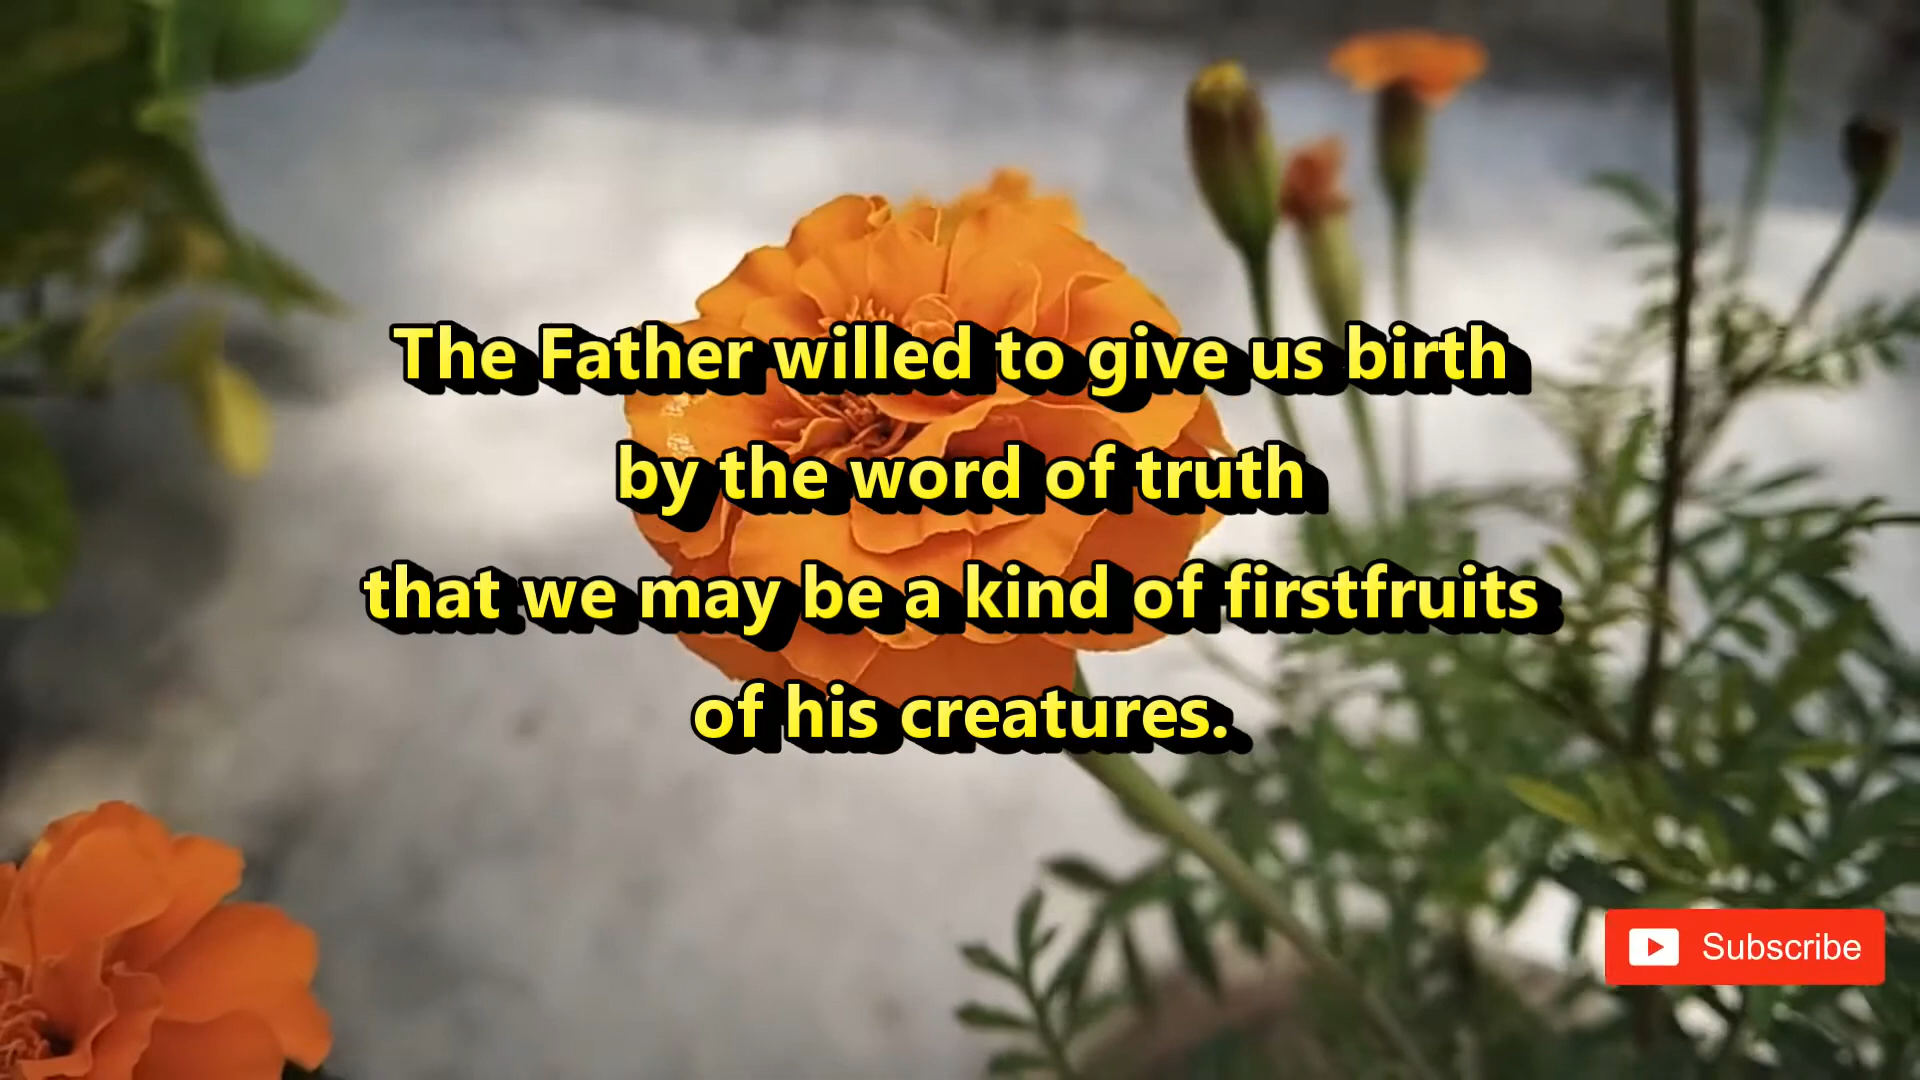 The Father willed to give us birth
by the word of truth
that we may be a kind of firstfruits
of his creatures.
Subscribe